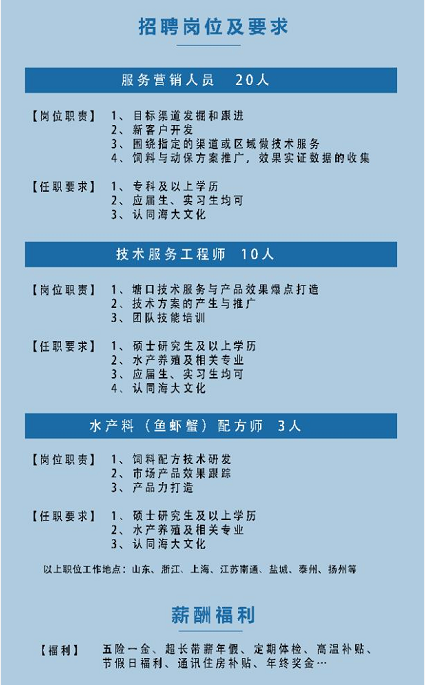 招聘岗位及要求
服务营销人员 20人
【岗位职责】 1、目标渠道发掘和跟进
2、新客户开发
3、围绕指定的渠道或区域做技术服务
4、饲料与动保方案推广，效果实证数据的收集
【任职要求】 1、专科及以上学历
2、应届生、实习生均可
3、认同海大文化
技术服务工程师 10人
【岗位职责】 1、塘口技术服务与产品效果爆点打造
2、技术方案的产生与推广
3、团队技能培训
【任职要求】 1、硕士研究生及以上学历
2、水产养殖及相关专业
3、应届生、实习生均可
4、认同海大文化
水产料（鱼虾蟹）配方师 3人
【岗位职责】 1、饲料配方技术研发
2、市场产品效果跟踪
3、产品力打造
【任职要求】 1、硕士研究生及以上学历
2、水产养殖及相关专业
3、认同海大文化
以上职位工作地点：山东、浙江、上海、江苏南通、盐城、泰州、扬州等
薪酬福利
【福利】 五险一金、超长带薪年假、定期体检、高温补贴、
节假日福利、通讯住房补贴、年终奖金…